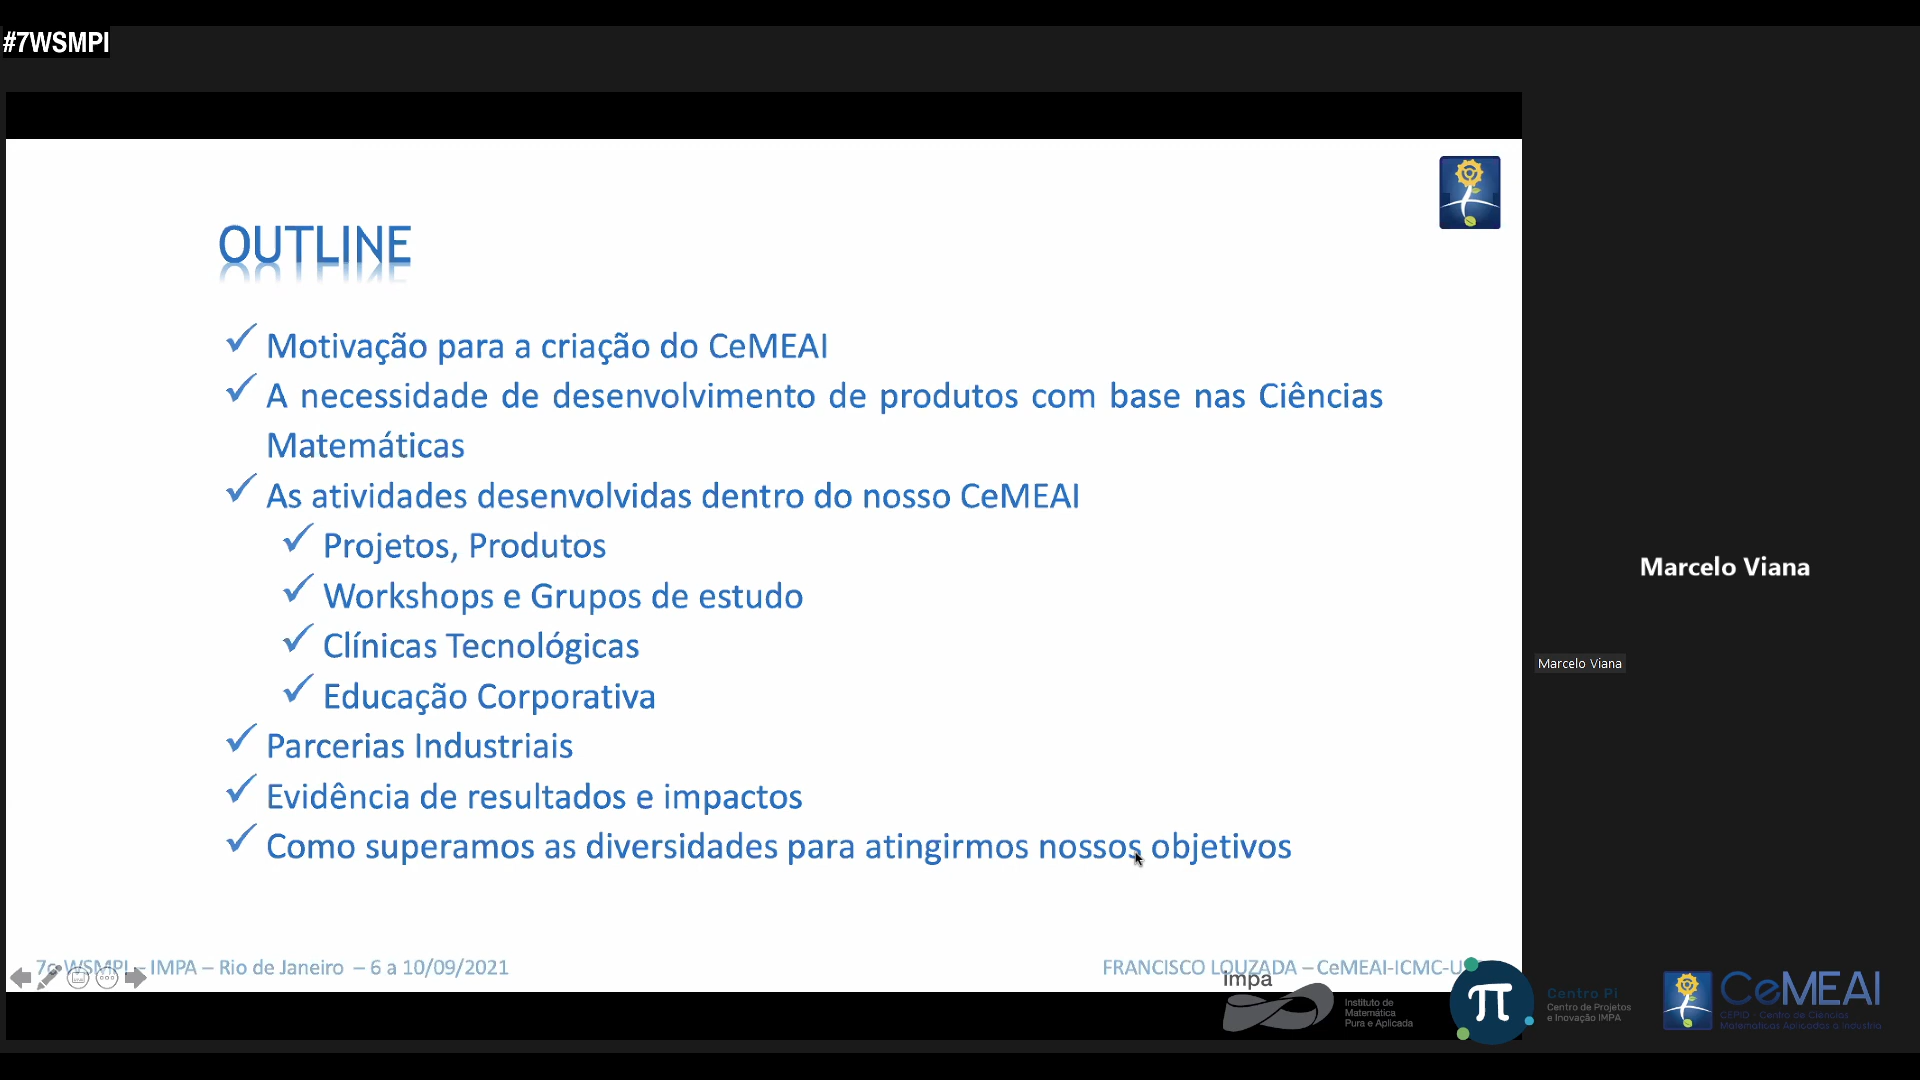 #7WSMPI
OUTLINE
Motivação para a criação do CeMEAI
A necessidade de desenvolvimento de produtos com base nas Ciências
Matemáticas
As atividades desenvolvidas dentro do nosso CeMEAI
Projetos, Produtos
Workshops e Grupos de estudo
Clínicas Tecnológicas
Educação Corporativa
Parcerias Industriais
Evidência de resultados e impactos
Como superamos as diversidades para atingirmos nossos objetivos
Marcelo Viana
Marcelo Viana
7o WSMPI – IMPA – Rio de Janeiro – 6 a 10/09/2021
FRANCISCO LOUZADA – CeMEAI-ICMC-U
impa
Instituto de
Matemática
Pura e Aplicada
π
Centro Pi
Centro de Projetos
e Inovação IMPA
CeMEAI
CEPID - Centro de Ciências
Matemáticas Aplicadas à Indústria